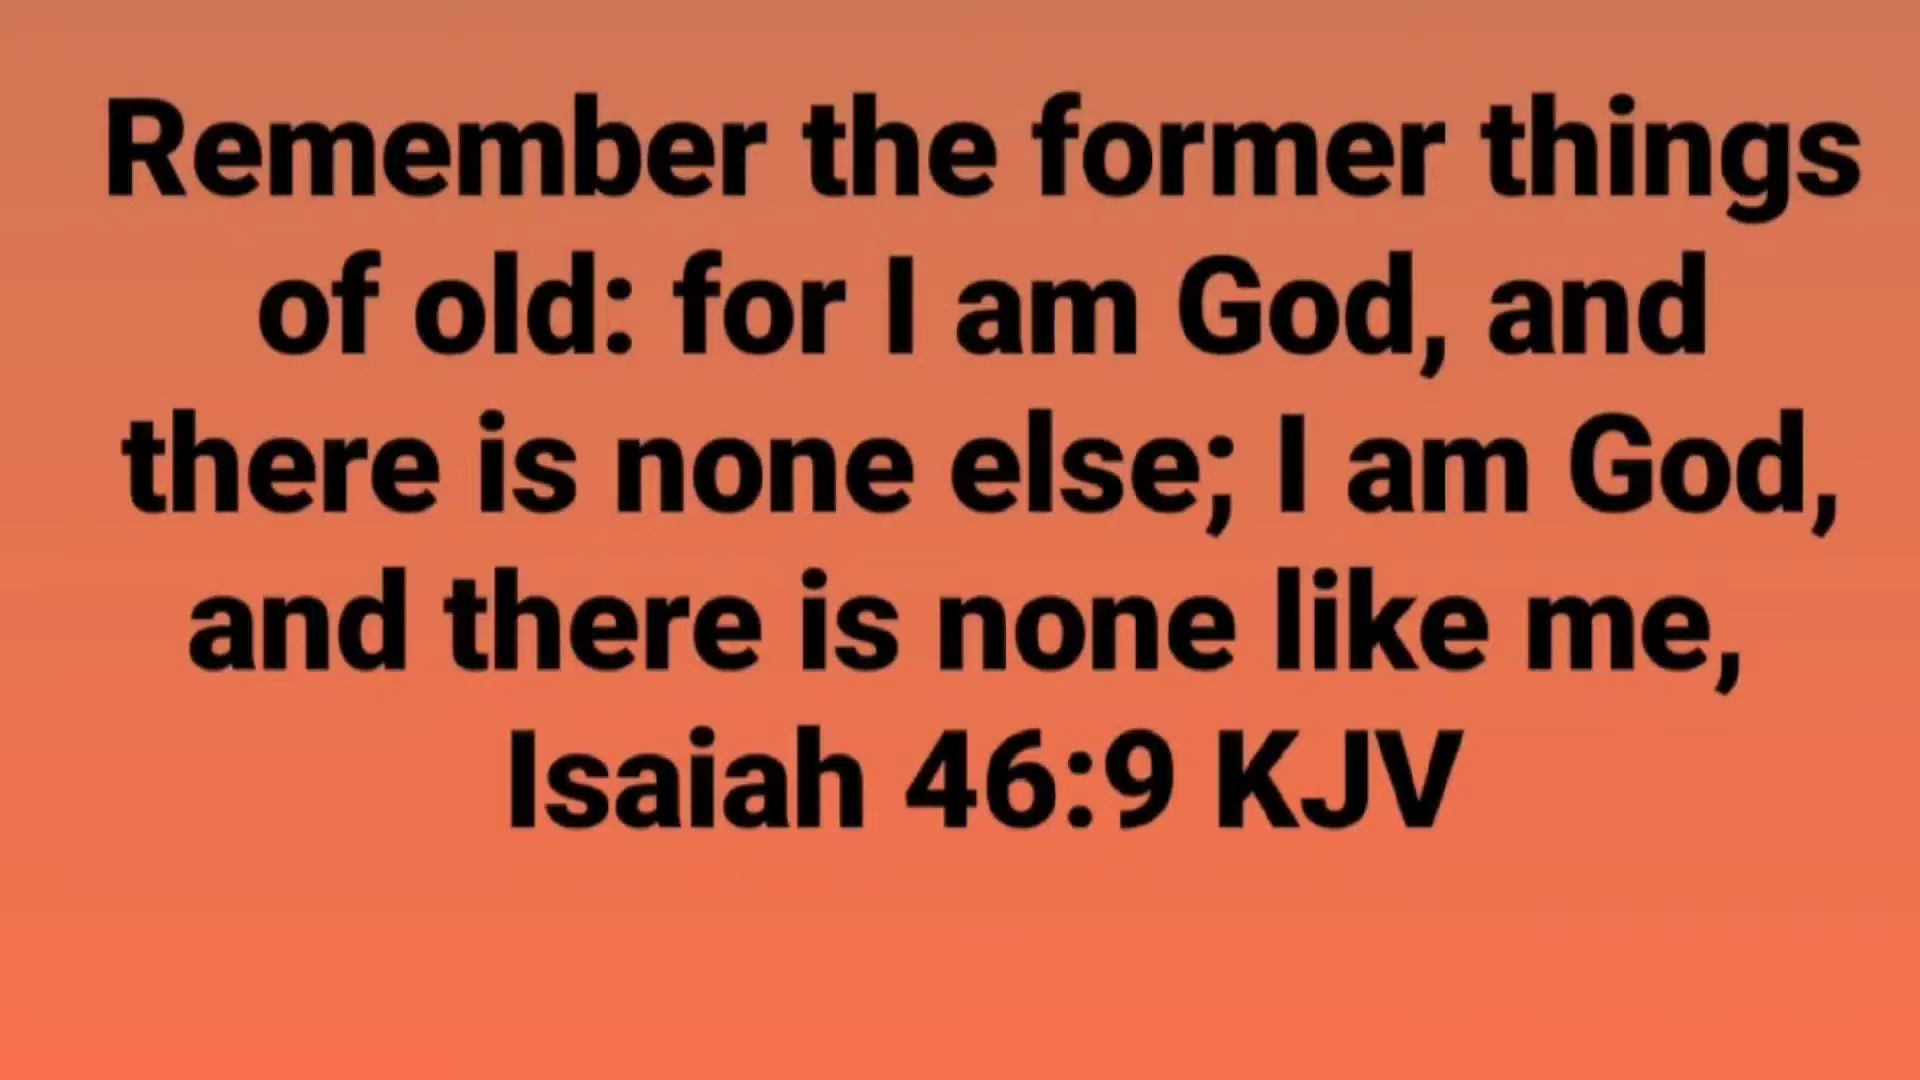 Remember the former things
of old: for I am God, and
there is none else; I am God,
and there is none like me,
Isaiah 46:9 KJV